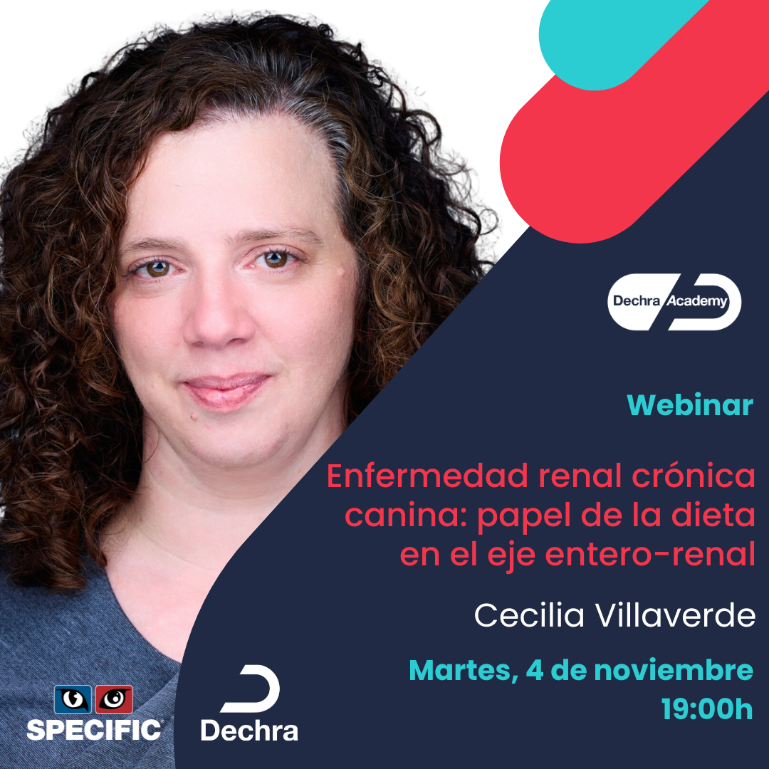 Dechra Academy
Webinar
Enfermedad renal crónica
canina: papel de la dieta
en el eje entero-renal
Cecilia Villaverde
Martes, 4 de noviembre
19:00h
SPECIFIC
Dechra